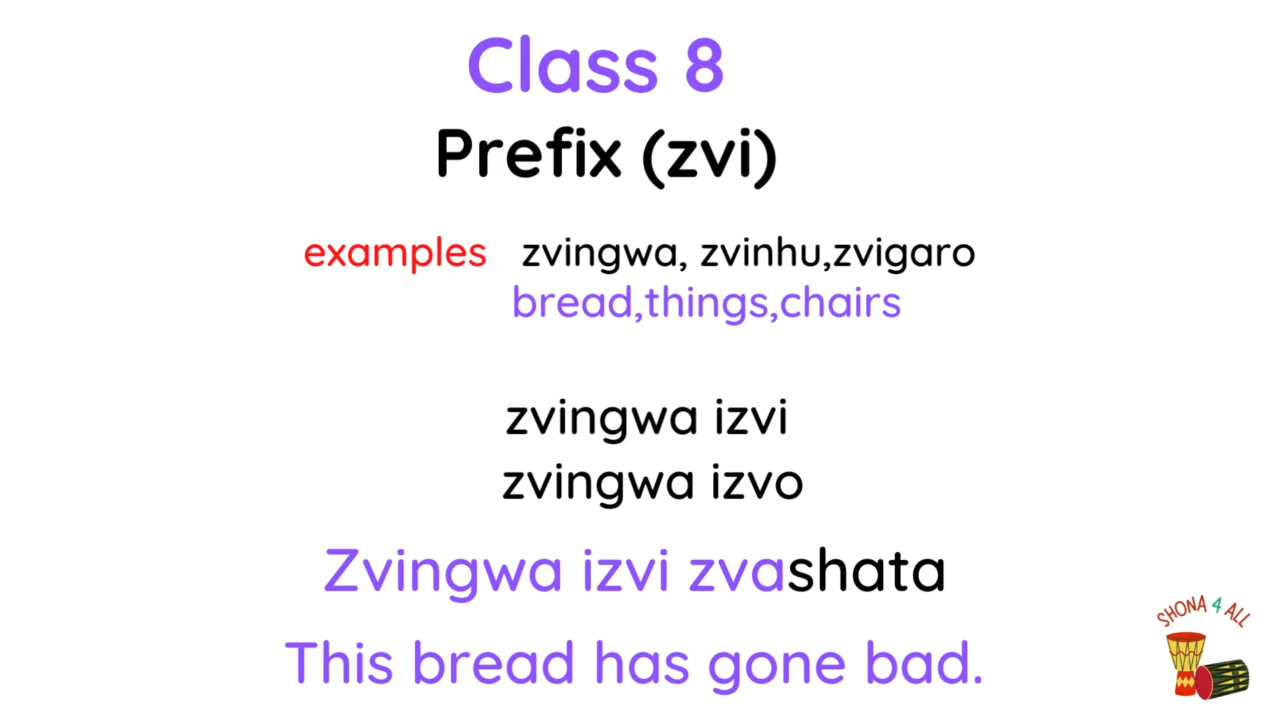 Class 8
Prefix (zvi)
examples zvingwa, zvinhu,zvigaro
bread,things,chairs
zvingwa izvi
zvingwa izvo
Zvingwa izvi zvashata
This bread has gone bad.
SHONA 4 ALL